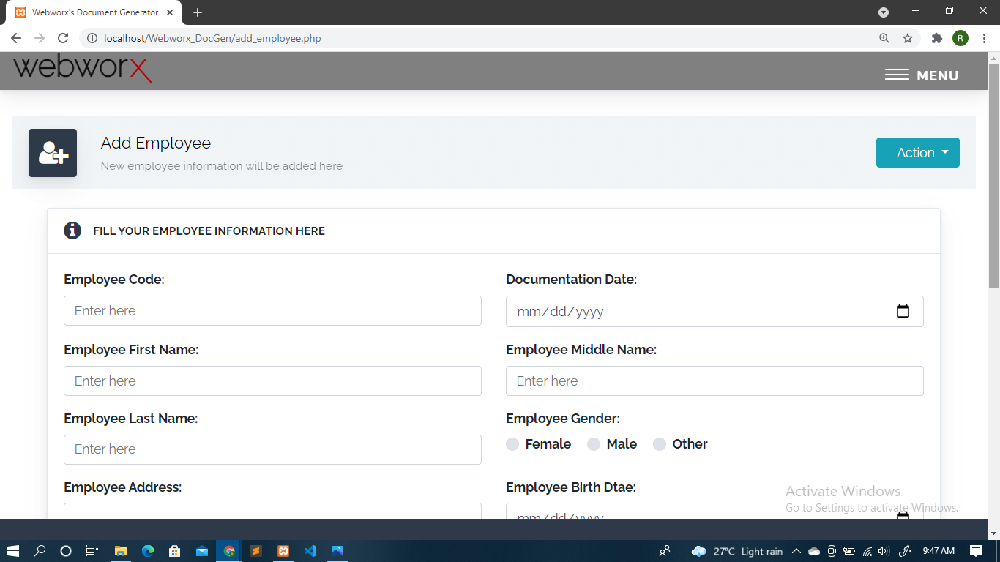 Webworx's Document Generator
localhost/Webworx_DocGen/add_employee.php
R
webworx
MENU
Add Employee
New employee information will be added here
Action
FILL YOUR EMPLOYEE INFORMATION HERE
Employee Code:
Documentation Date:
Enter here
mm/dd/yyyy
Employee First Name:
Employee Middle Name:
Enter here
Enter here
Employee Last Name:
Employee Gender:
Enter here
Female Male Other
Employee Address:
Employee Birth Dtae:
mm/dd/yyyy
Activate Windows
Go to Settings to activate Windows.
27°C Light rain
9:47 AM